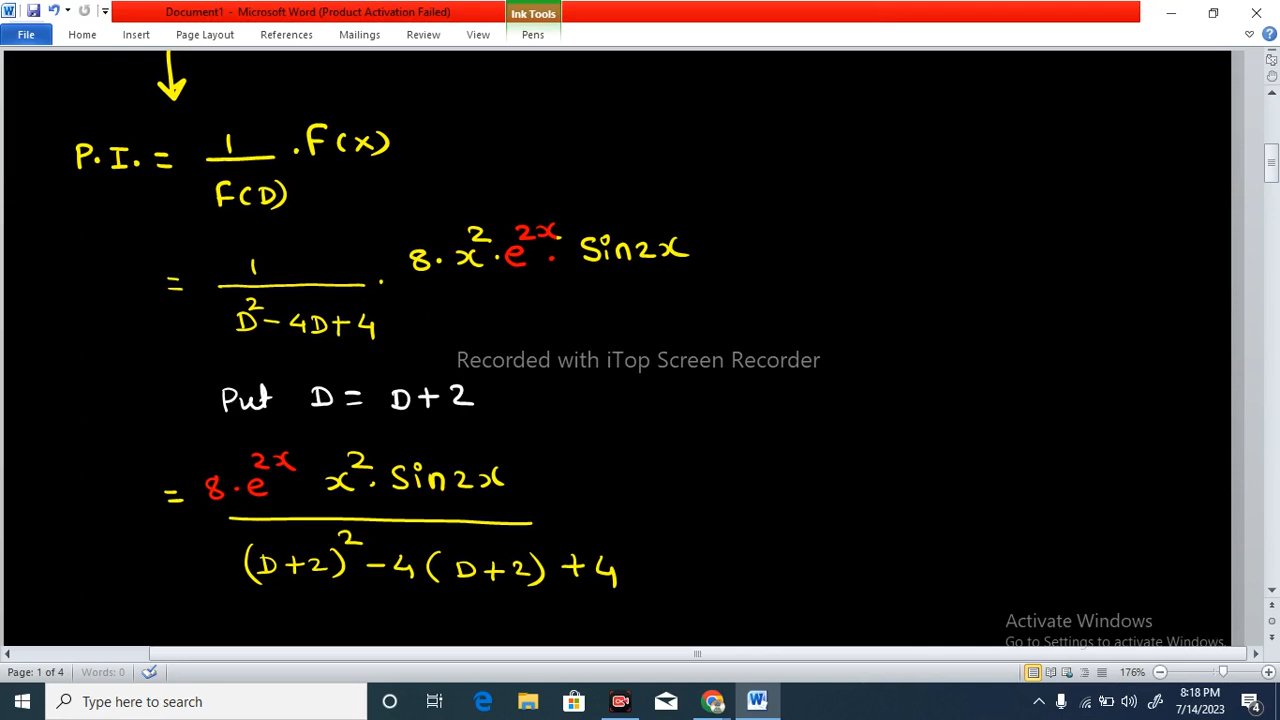 Document1 - Microsoft Word (Product Activation Failed)
Ink Tools
File Home Insert Page Layout References Mailings Review View Pens
P.I. = 1/F(D) . F(x)
= 1/(D² - 4D + 4) . 8 . x² . e^2x . Sin2x
Recorded with iTop Screen Recorder
Put D = D+2
= 8 . e^2x x² . Sin2x / (D+2)² - 4(D+2) + 4
Activate Windows
Go to Settings to activate Windows.
Page: 1 of 4 Words: 0 176%
Type here to search
8:18 PM
7/14/2023
4